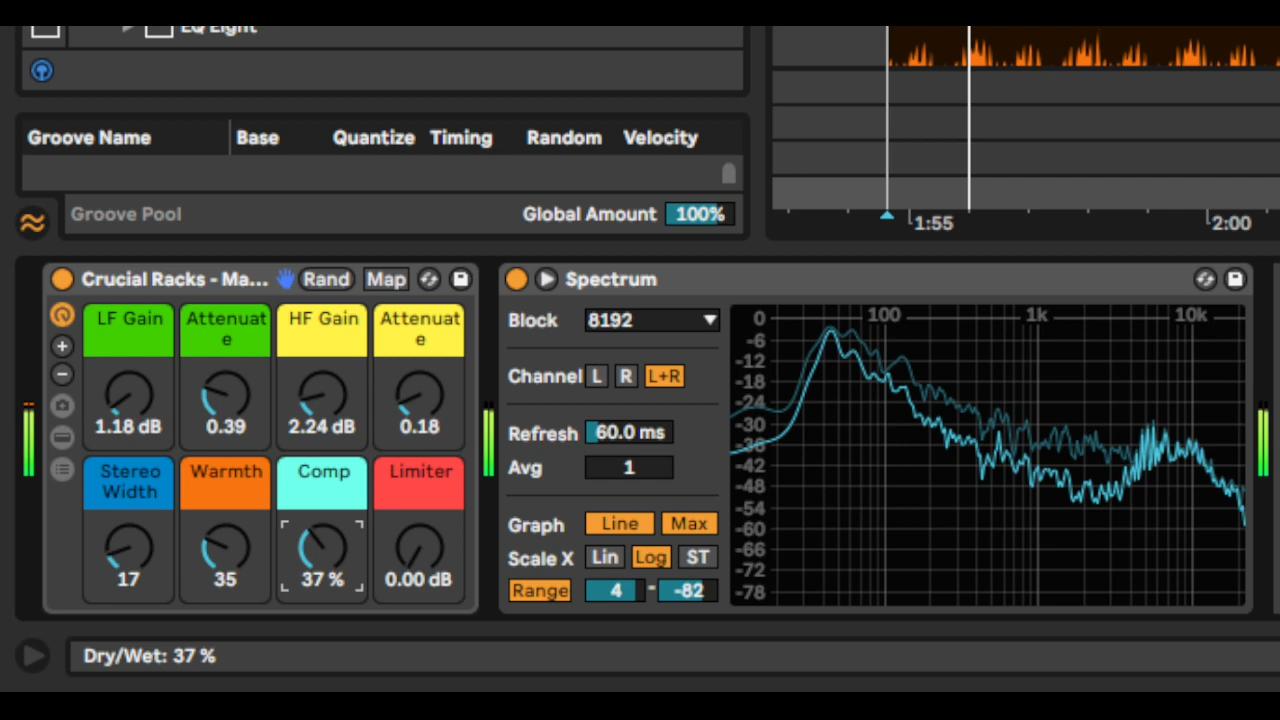 EQ Eight
Groove Name Base Quantize Timing Random Velocity
Groove Pool Global Amount 100%
1:55 2:00
Crucial Racks - Ma... Rand Map
LF Gain
Attenuat
e
HF Gain
Attenuat
e
1.18 dB 0.39 2.24 dB 0.18
Stereo
Width
Warmth
Comp
Limiter
17 35 37 % 0.00 dB
Spectrum
Block 8192
Channel L R L+R
Refresh 60.0 ms
Avg 1
Graph Line Max
Scale X Lin Log ST
Range 4 - -82
100 1k 10k
0
-6
-12
-18
-24
-30
-36
-42
-48
-54
-60
-66
-72
-78
Dry/Wet: 37 %